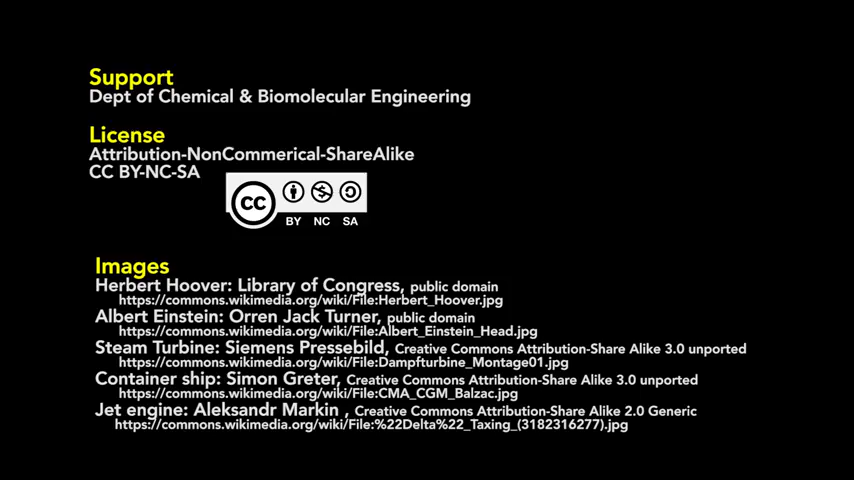 Support
Dept of Chemical & Biomolecular Engineering
License
Attribution-NonCommerical-ShareAlike
CC BY-NC-SA
cc
BY NC SA
Images
Herbert Hoover: Library of Congress, public domain
https://commons.wikimedia.org/wiki/File:Herbert_Hoover.jpg
Albert Einstein: Orren Jack Turner, public domain
https://commons.wikimedia.org/wiki/File:Albert_Einstein_Head.jpg
Steam Turbine: Siemens Pressebild, Creative Commons Attribution-Share Alike 3.0 unported
https://commons.wikimedia.org/wiki/File:Dampfturbine_Montage01.jpg
Container ship: Simon Greter, Creative Commons Attribution-Share Alike 3.0 unported
https://commons.wikimedia.org/wiki/File:CMA_CGM_Balzac.jpg
Jet engine: Aleksandr Markin , Creative Commons Attribution-Share Alike 2.0 Generic
https://commons.wikimedia.org/wiki/File:%22Delta%22_Taxing_(3182316277).jpg